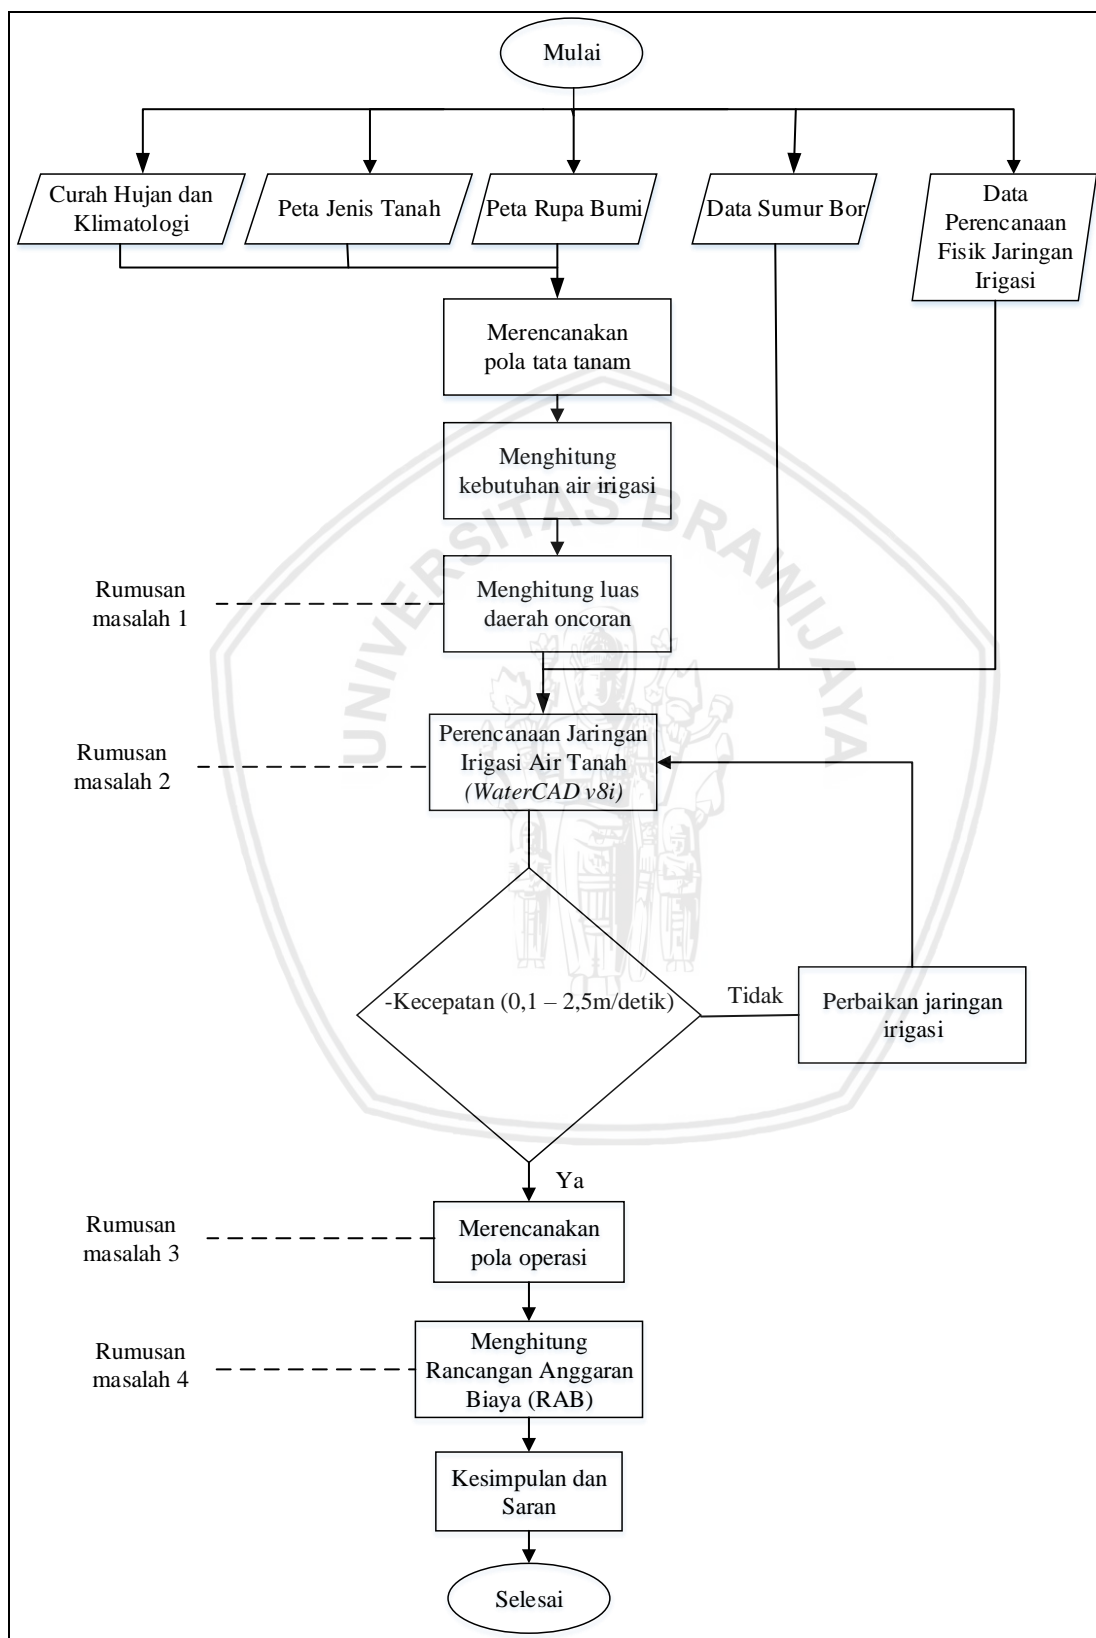 Mulai
Curah Hujan dan
Klimatologi
Peta Jenis Tanah
Peta Rupa Bumi
Data Sumur Bor
Data
Perencanaan
Fisik Jaringan
Irigasi
Merencanakan
pola tata tanam
Menghitung
kebutuhan air irigasi
UNIVERSITAS BRAWIJAYA
Rumusan
masalah 1
Menghitung luas
daerah oncoran
Rumusan
masalah 2
Perencanaan Jaringan
Irigasi Air Tanah
(WaterCAD v8i)
-Kecepatan (0,1 – 2,5m/detik)
Tidak
Perbaikan jaringan
irigasi
Ya
Rumusan
masalah 3
Merencanakan
pola operasi
Rumusan
masalah 4
Menghitung
Rancangan Anggaran
Biaya (RAB)
Kesimpulan dan
Saran
Selesai